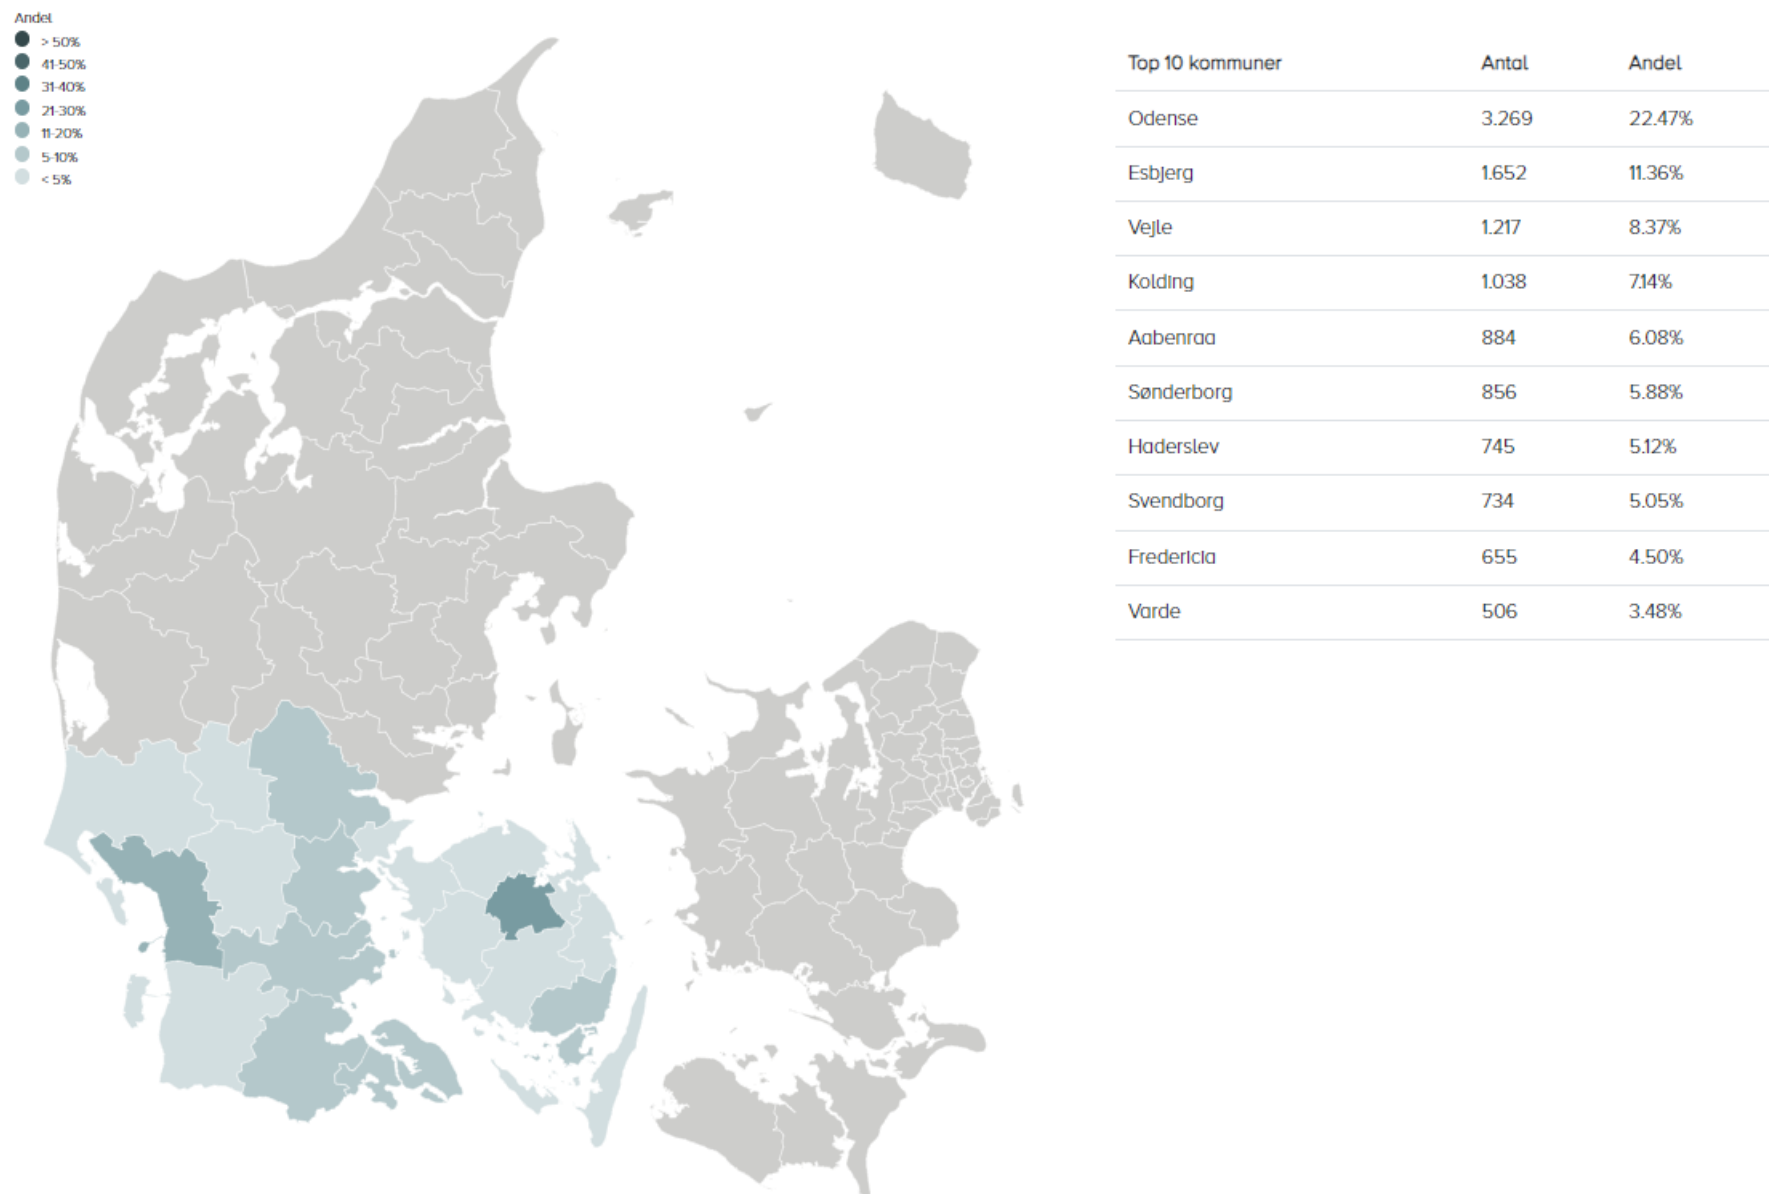 Andel
> 50%
41-50%
31-40%
21-30%
11-20%
5-10%
< 5%
Top 10 kommuner Antal Andel
Odense 3.269 22.47%
Esbjerg 1.652 11.36%
Vejle 1.217 8.37%
Kolding 1.038 7.14%
Aabenraa 884 6.08%
Sønderborg 856 5.88%
Haderslev 745 5.12%
Svendborg 734 5.05%
Fredericia 655 4.50%
Varde 506 3.48%